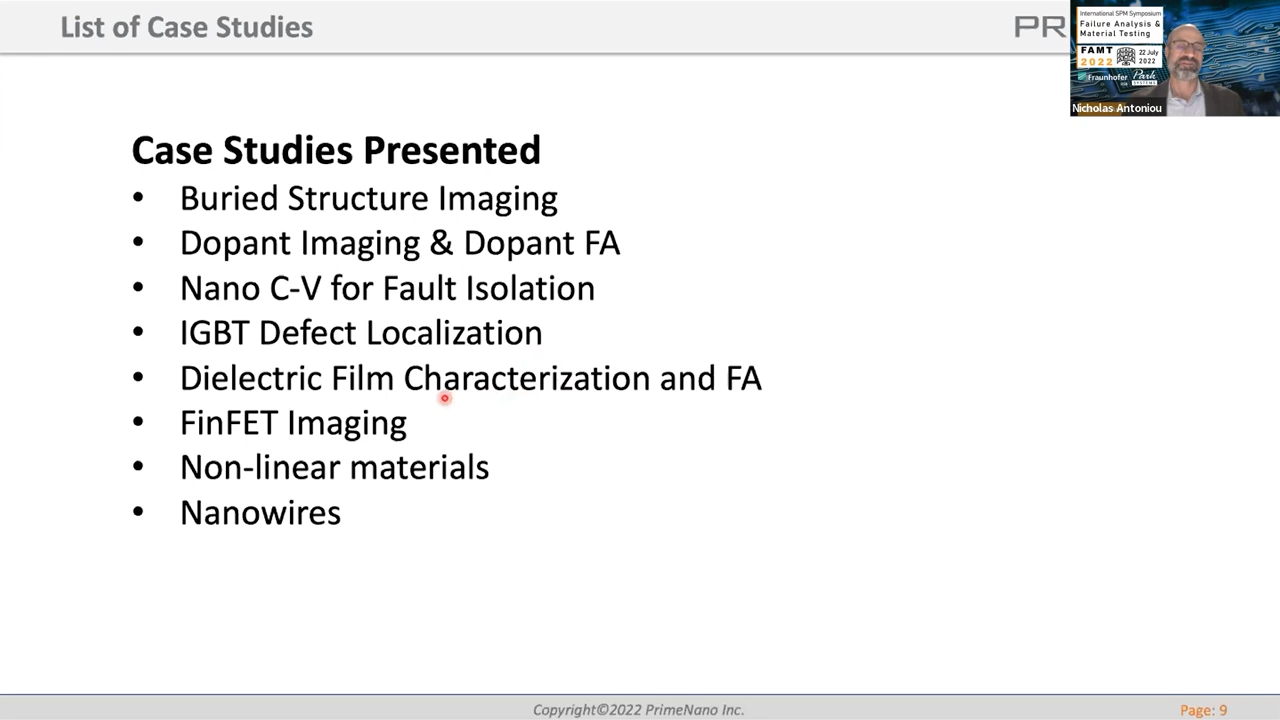 List of Case Studies
PR
International SPM Symposium
Failure Analysis &
Material Testing
FAMT
2022
22 July
2022
Fraunhofer
Park
SYSTEMS
Nicholas Antoniou
Case Studies Presented
• Buried Structure Imaging
• Dopant Imaging & Dopant FA
• Nano C-V for Fault Isolation
• IGBT Defect Localization
• Dielectric Film Characterization and FA
• FinFET Imaging
• Non-linear materials
• Nanowires
Copyright©2022 PrimeNano Inc.
Page: 9